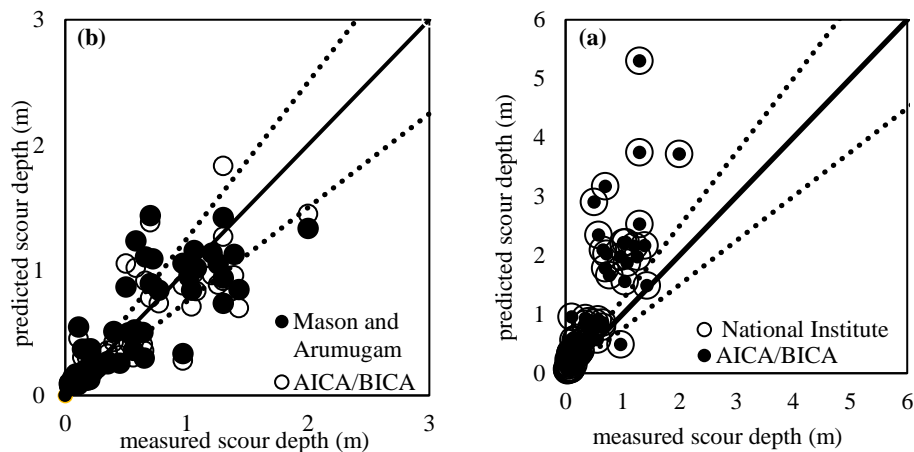 (b)
3
2
1
0
predicted scour depth (m)
Mason and
Arumugam
AICA/BICA
0 1 2 3
measured scour depth (m)
(a)
6
5
4
3
2
1
0
predicted scour depth (m)
National Institute
AICA/BICA
0 1 2 3 4 5 6
measured scour depth (m)